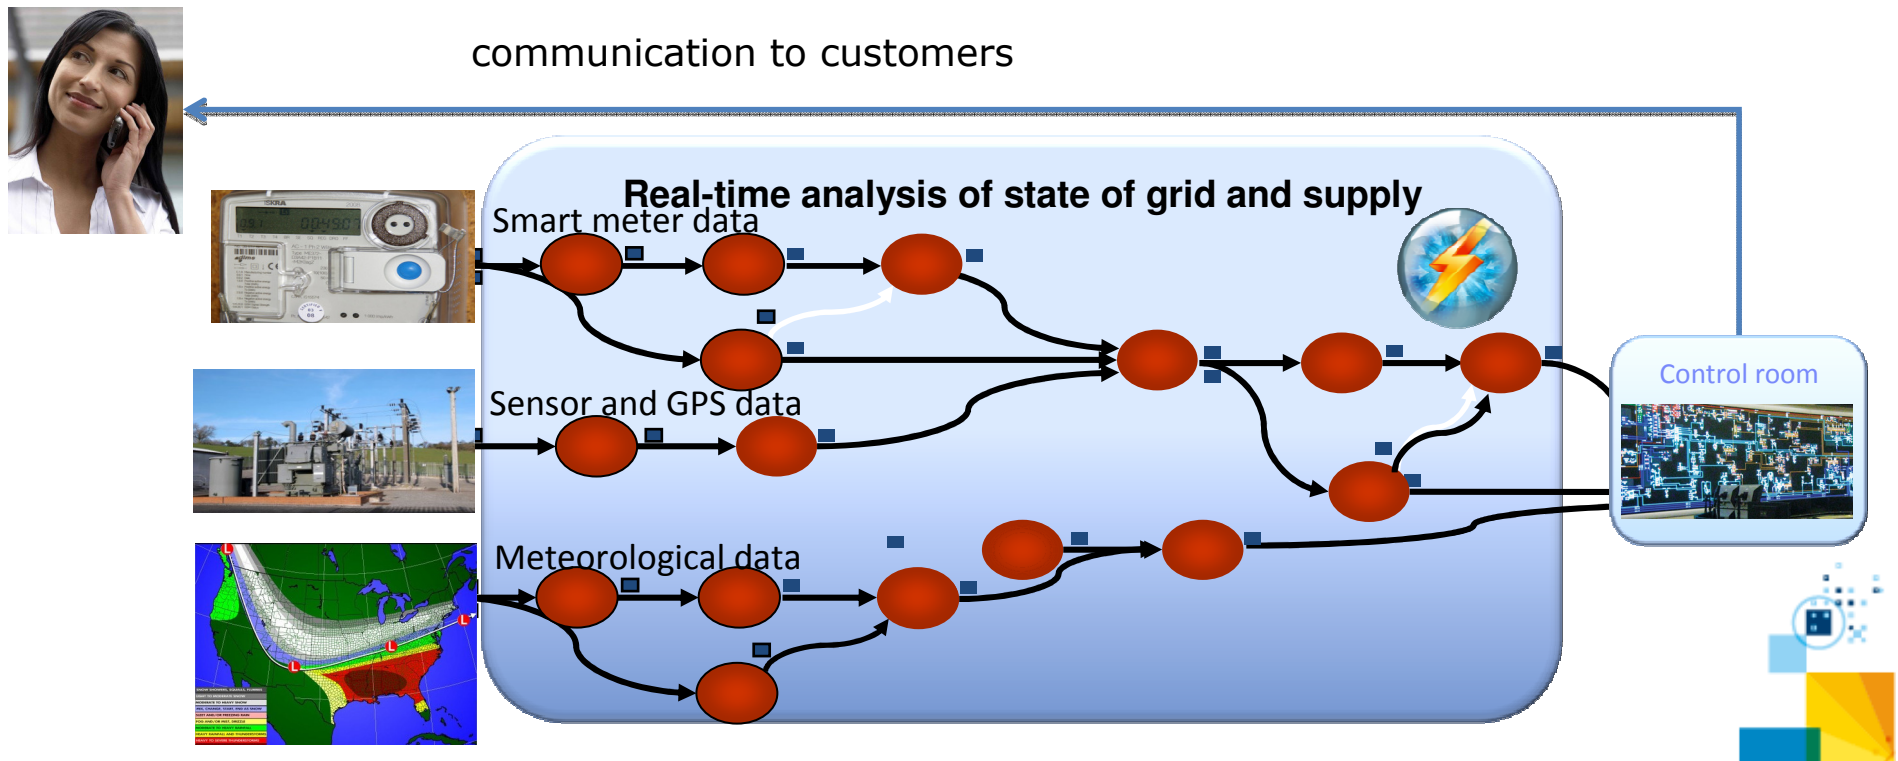 communication to customers
Real-time analysis of state of grid and supply
Smart meter data
ISKRA
Sensor and GPS data
Control room
Meteorological data
L
L
L
L